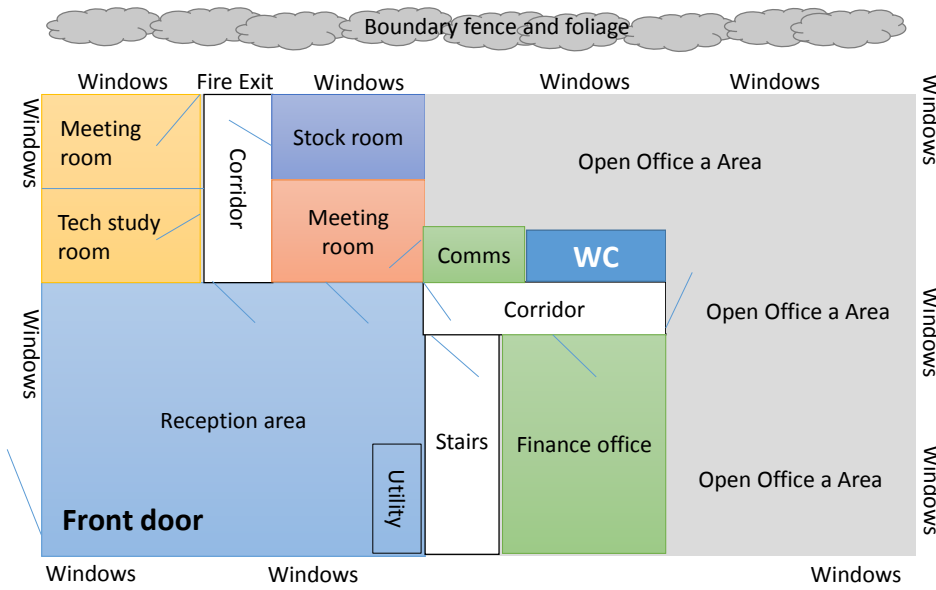 Boundary fence and foliage
Windows
Fire Exit
Windows
Windows
Windows
Windows
Windows
Meeting
room
Corridor
Stock room
Open Office a Area
Tech study
room
Meeting
room
Comms
WC
Windows
Corridor
Open Office a Area
Windows
Reception area
Stairs
Finance office
Utility
Open Office a Area
Windows
Front door
Windows
Windows
Windows